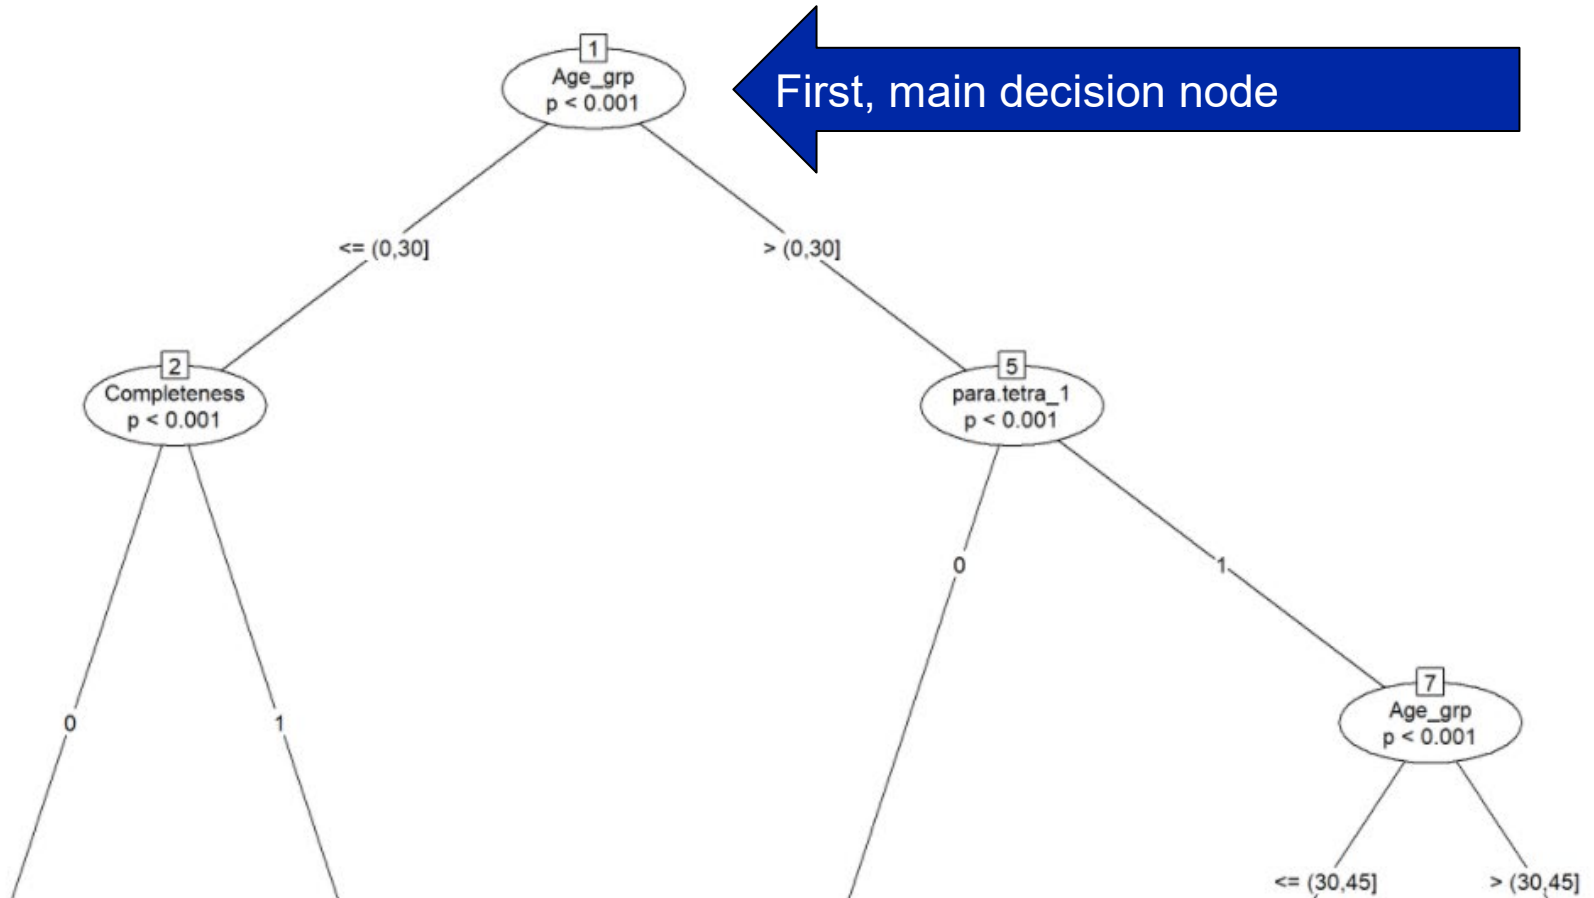 1
Age_grp
p < 0.001
First, main decision node
<= (0,30]
> (0,30]
2
Completeness
p < 0.001
5
para.tetra_1
p < 0.001
0
1
7
Age_grp
p < 0.001
0
1
<= (30,45]
> (30,45]